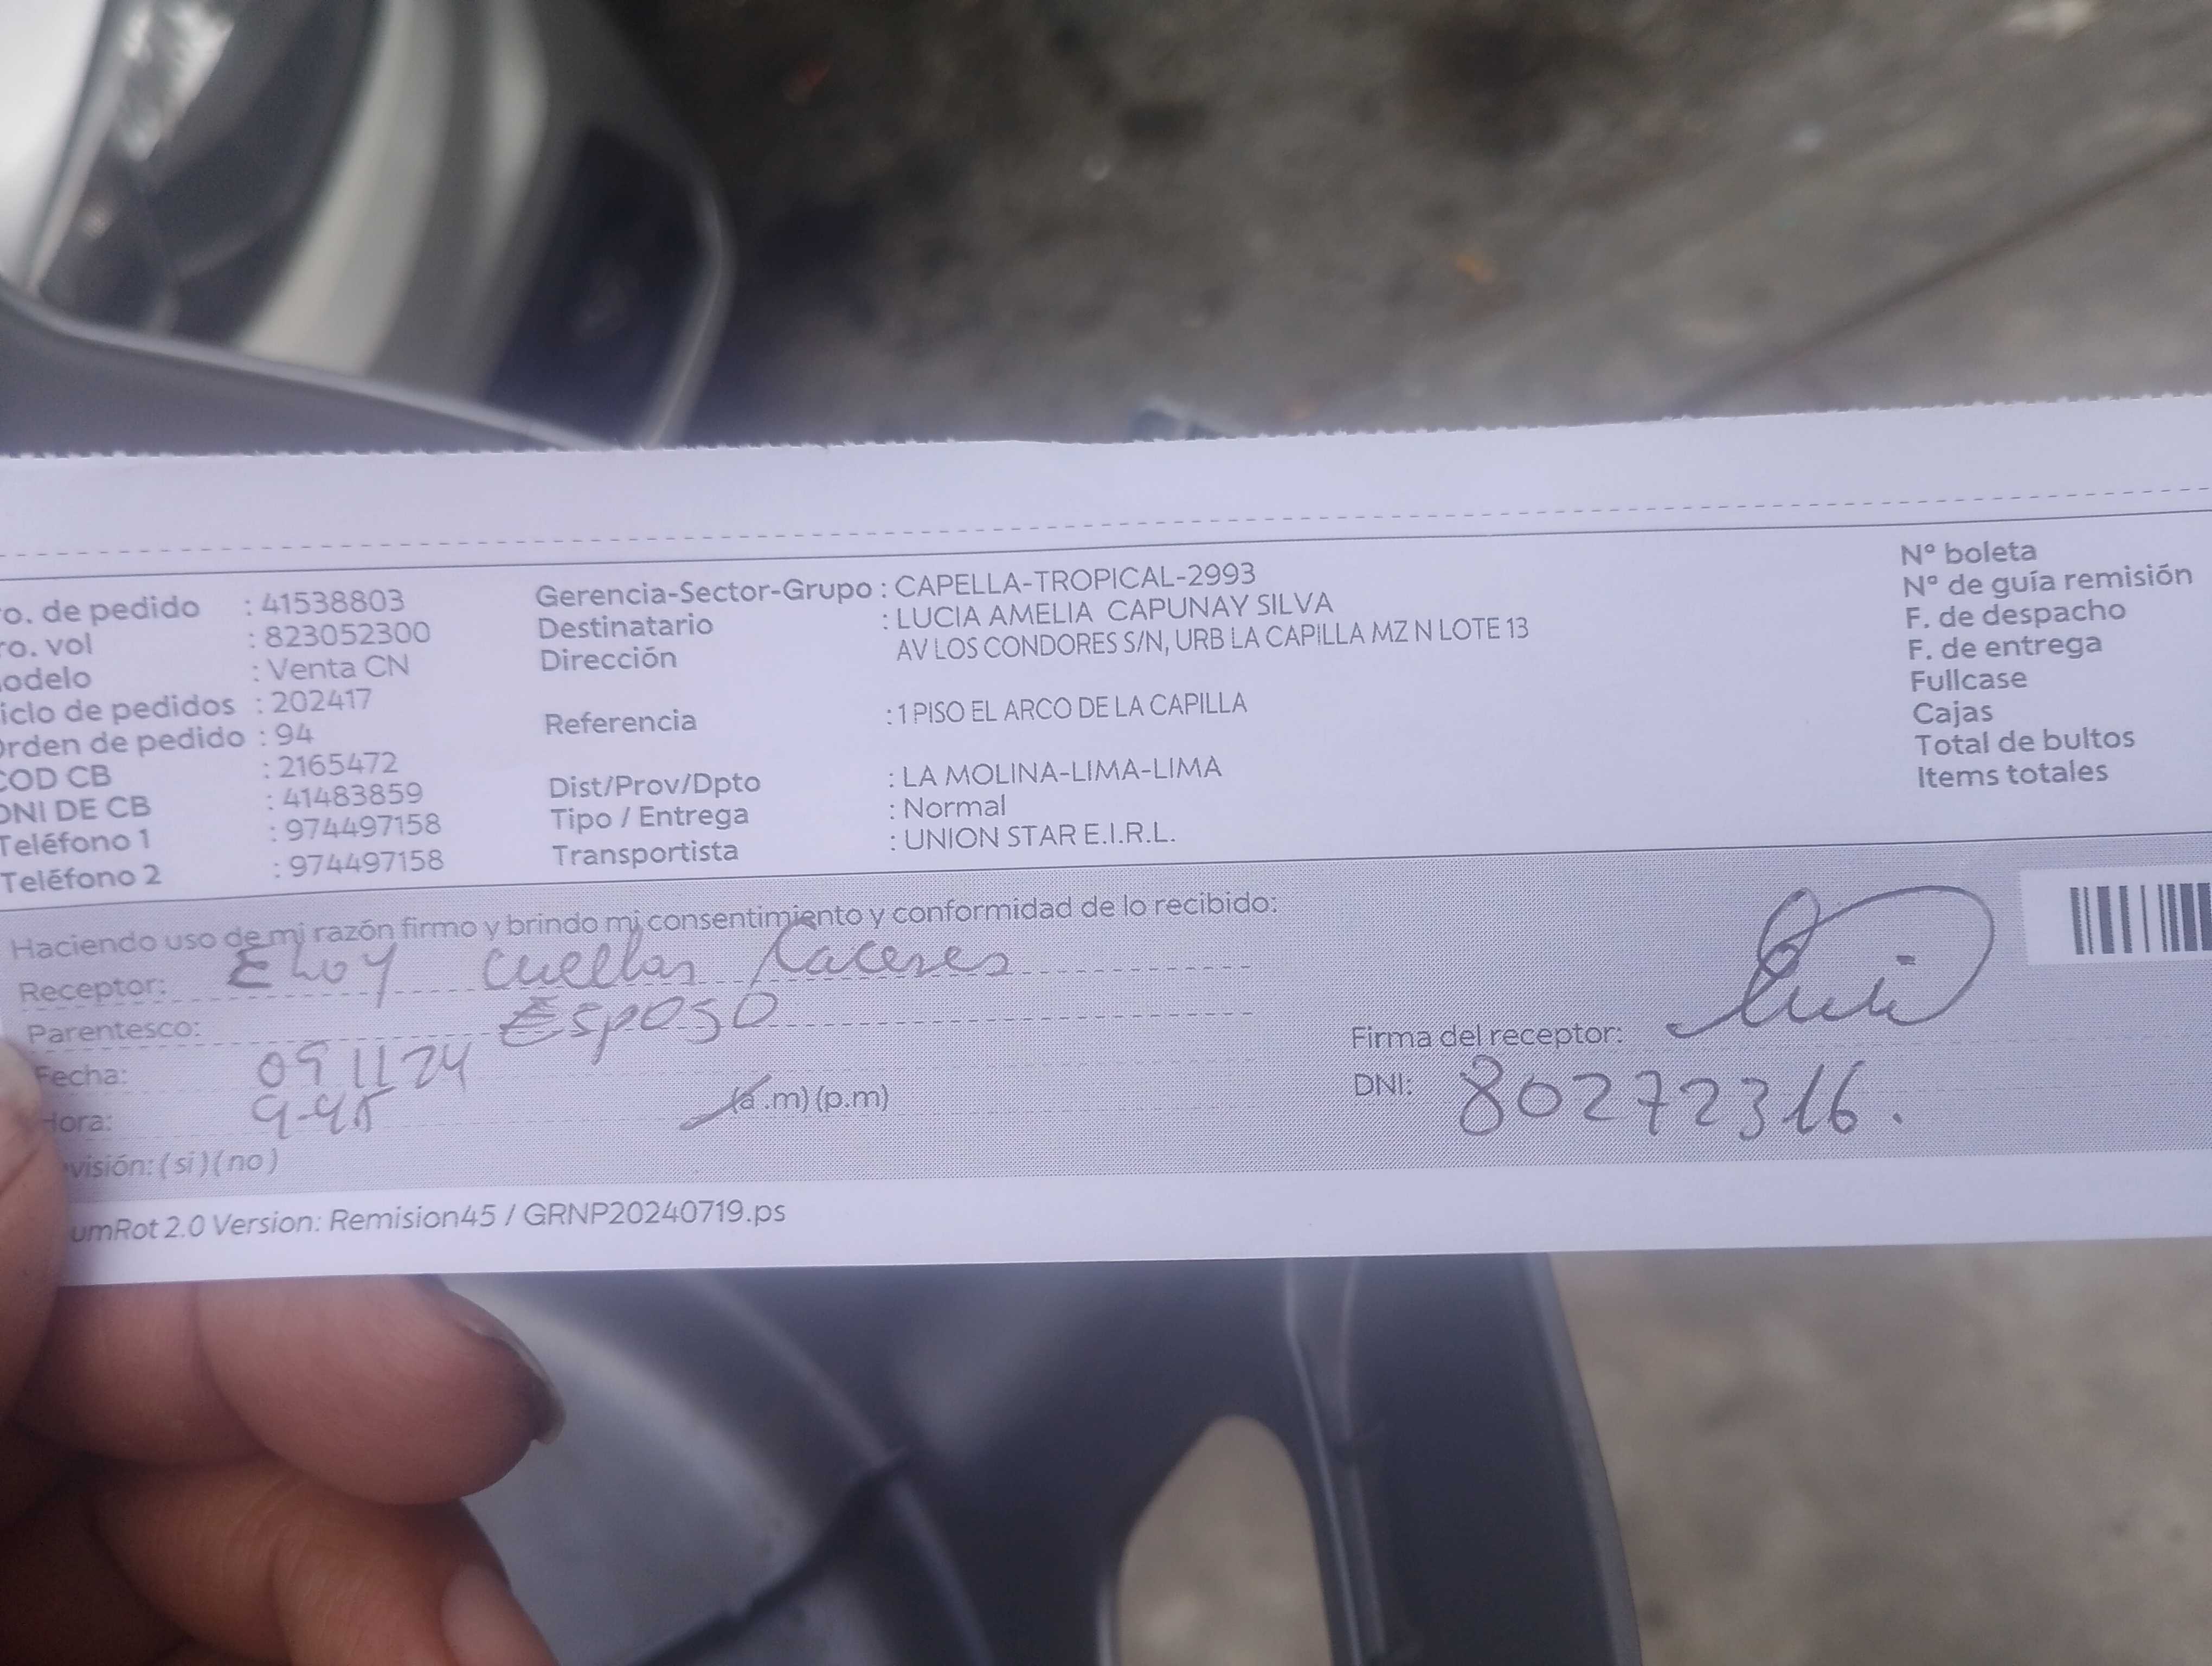 ro. de pedido : 41538803
ro. vol : 823052300
odelo : Venta CN
iclo de pedidos : 202417
Orden de pedido : 94
COD CB : 2165472
DNI DE CB : 41483859
Teléfono 1 : 974497158
Teléfono 2 : 974497158
Gerencia-Sector-Grupo : CAPELLA-TROPICAL-2993
Destinatario : LUCIA AMELIA CAPUNAY SILVA
Dirección AV LOS CONDORES S/N, URB LA CAPILLA MZ N LOTE 13
Referencia : 1 PISO EL ARCO DE LA CAPILLA
Dist/Prov/Dpto : LA MOLINA-LIMA-LIMA
Tipo / Entrega : Normal
Transportista : UNION STAR E.I.R.L.
Nº boleta
Nº de guía remisión
F. de despacho
F. de entrega
Fullcase
Cajas
Total de bultos
Items totales
Haciendo uso de mi razón firmo y brindo mi consentimiento y conformidad de lo recibido:
Receptor: Eloy Cuellar Caceres
Parentesco: Esposo
Fecha: 09 11 24
Hora: 9-45 (a.m) (p.m)
visión: (si) (no)
Firma del receptor:
DNI: 80272316.
umRot 2.0 Version: Remision45 / GRNP20240719.ps